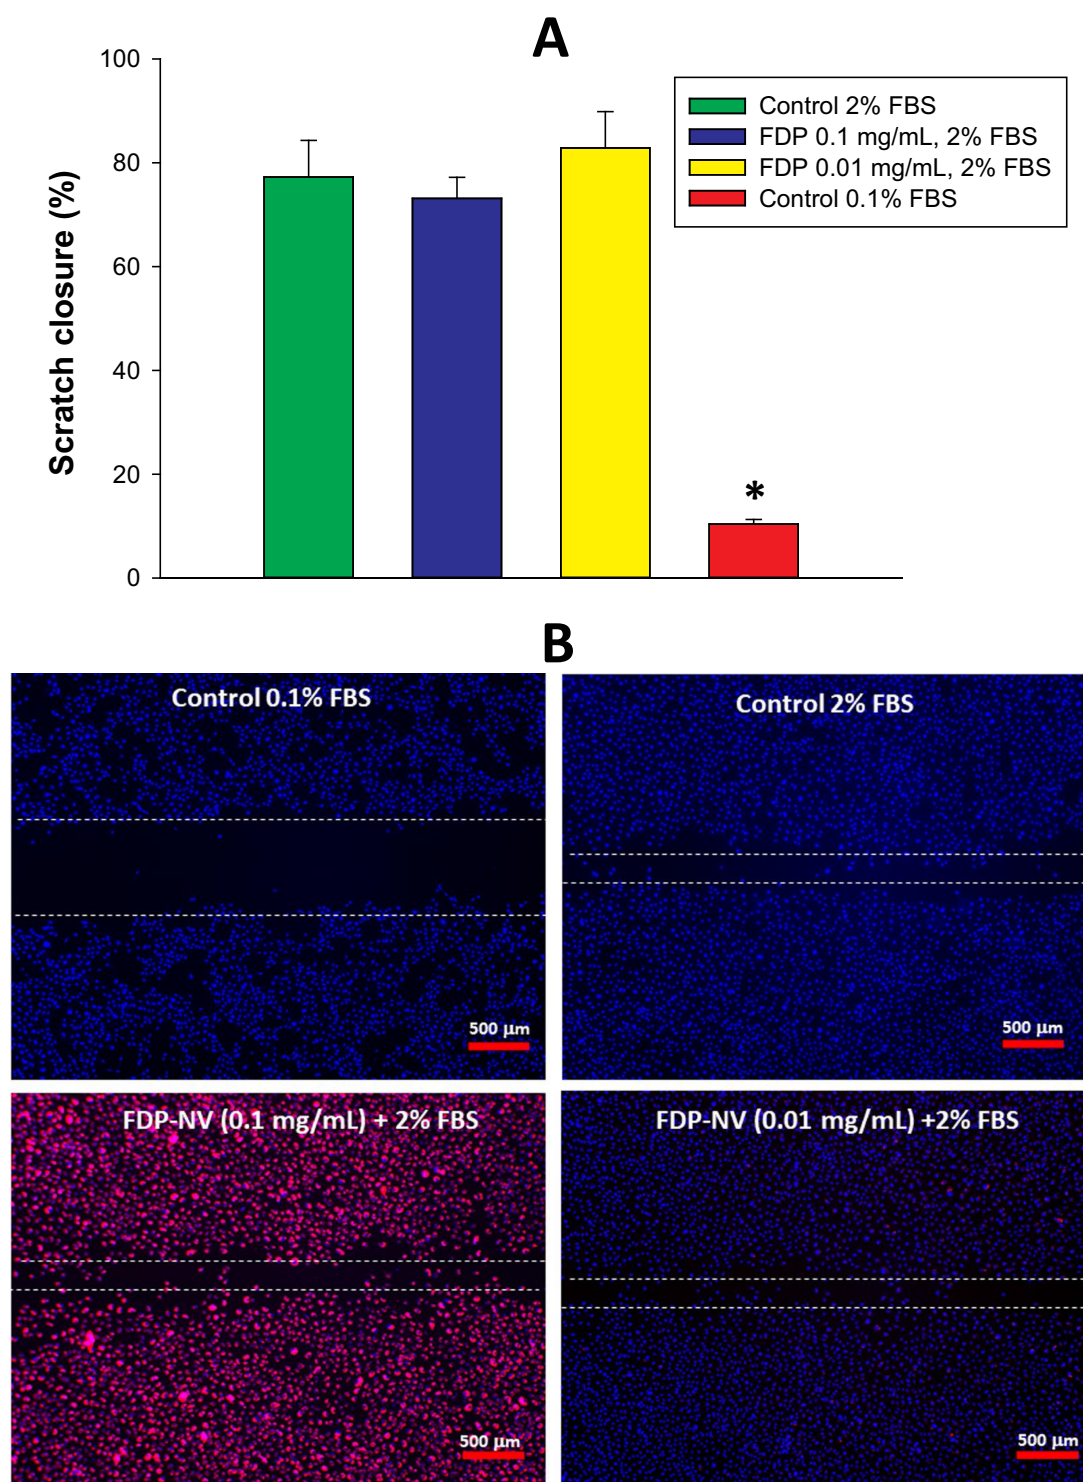 A
100
80
60
40
20
0
Scratch closure (%)
Control 2% FBS
FDP 0.1 mg/mL, 2% FBS
FDP 0.01 mg/mL, 2% FBS
Control 0.1% FBS
*
B
Control 0.1% FBS
500 μm
Control 2% FBS
500 μm
FDP-NV (0.1 mg/mL) + 2% FBS
500 μm
FDP-NV (0.01 mg/mL) +2% FBS
500 μm